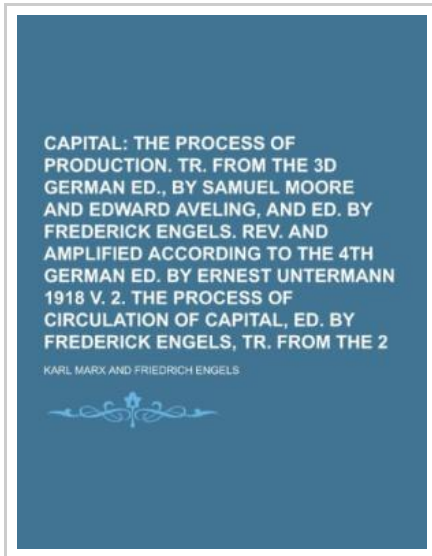 CAPITAL: THE PROCESS OF
PRODUCTION. TR. FROM THE 3D
GERMAN ED., BY SAMUEL MOORE
AND EDWARD AVELING, AND ED. BY
FREDERICK ENGELS. REV. AND
AMPLIFIED ACCORDING TO THE 4TH
GERMAN ED. BY ERNEST UNTERMANN
1918 V. 2. THE PROCESS OF
CIRCULATION OF CAPITAL, ED. BY
FREDERICK ENGELS, TR. FROM THE 2
KARL MARX AND FRIEDRICH ENGELS